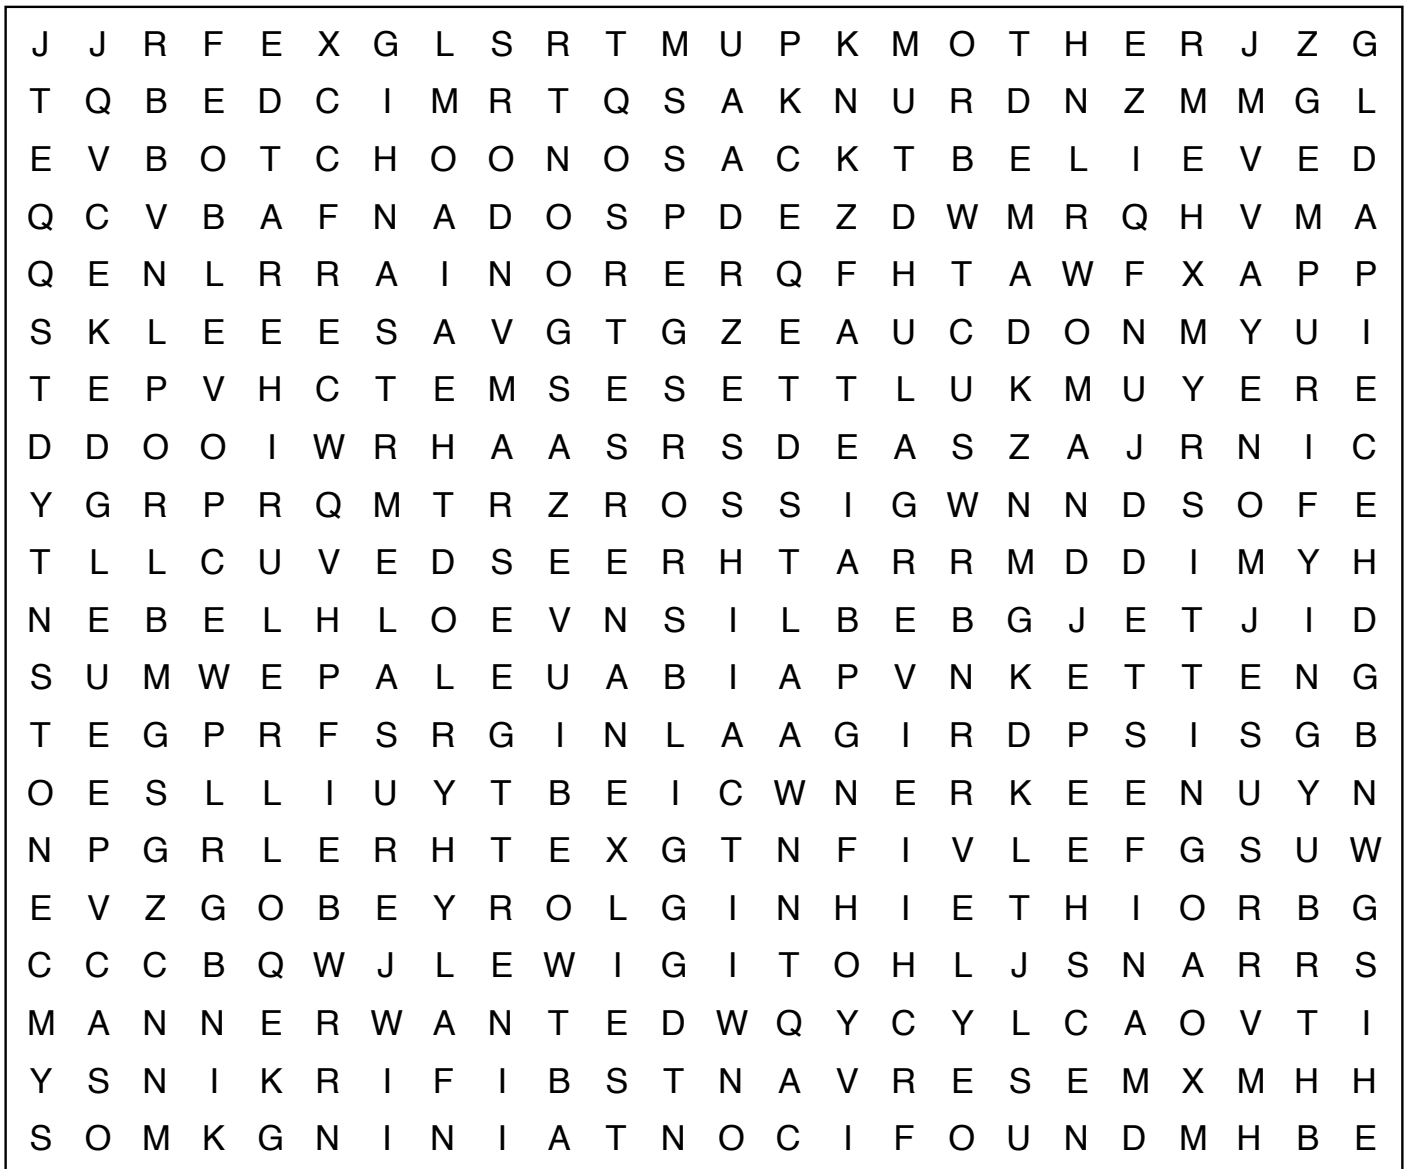 J J R F E X G L S R T M U P K M O T H E R J Z G
T Q B E D C I M R T Q S A K N U R D N Z M M G L
E V B O T C H O O N O S A C K T B E L I E V E D
Q C V B A F N A D O S P D E Z D W M R Q H V M A
Q E N L R R A I N O R E R Q F H T A W F X A P P
S K L E E E S A V G T G Z E A U C D O N M Y U I
T E P V H C T E M S E S E T T L U K M U Y E R E
D D O O I W R H A A S R S D E A S Z A J R N I C
Y G R P R Q M T R Z R O S S I G W N N D S O F E
T L L C U V E D S E E R H T A R R M D D I M Y H
N E B E L H L O E V N S I L B E B G J E T J I D
S U M W E P A L E U A B I A P V N K E T T E N G
T E G P R F S R G I N L A A G I R D P S I S G B
O E S L L I U Y T B E I C W N E R K E E N U Y N
N P G R L E R H T E X G T N F I V L E F G S U W
E V Z G O B E Y R O L G I N H I E T H I O R B G
C C C B Q W J L E W I G I T O H L J S N A R R S
M A N N E R W A N T E D W Q Y C Y L C A O V T I
Y S N I K R I F I B S T N A V R E S E M X M H H
S O M K G N I N I A T N O C I F O U N D M H B E